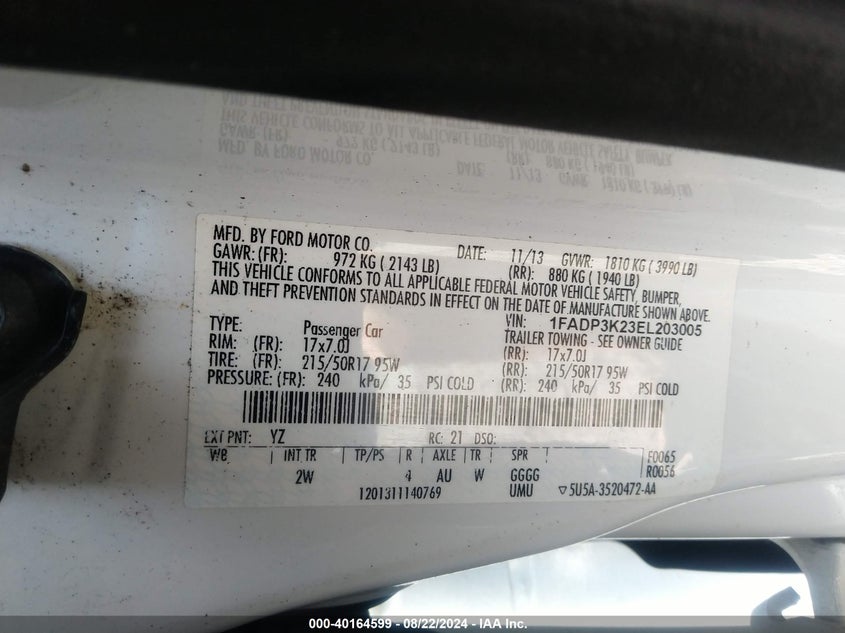 MFD. BY FORD MOTOR CO. DATE: 11/13 GVWR: 1810 KG ( 3990 LB)
GAWR: (FR): 972 KG ( 2143 LB) (RR): 880 KG ( 1940 LB)
THIS VEHICLE CONFORMS TO ALL APPLICABLE FEDERAL MOTOR VEHICLE SAFETY, BUMPER,
AND THEFT PREVENTION STANDARDS IN EFFECT ON THE DATE OF MANUFACTURE SHOWN ABOVE.
VIN: 1FADP3K23EL203005
TYPE: Passenger Car TRAILER TOWING - SEE OWNER GUIDE
RIM: (FR): 17x7.0J (RR): 17x7.0J
TIRE: (FR): 215/50R17 95W (RR): 215/50R17 95W
PRESSURE: (FR): 240 kPa/ 35 PSI COLD (RR): 240 kPa/ 35 PSI COLD
EXT PNT: YZ RC: 21 DSO:
WB | INT TR | TP/PS | R | AXLE | TR | SPR F0065
2W 4 AU W GGGG R0056
1201311140769 UMU ▽5U5A-3520472-AA
000-40164599 - 08/22/2024 - IAA Inc.